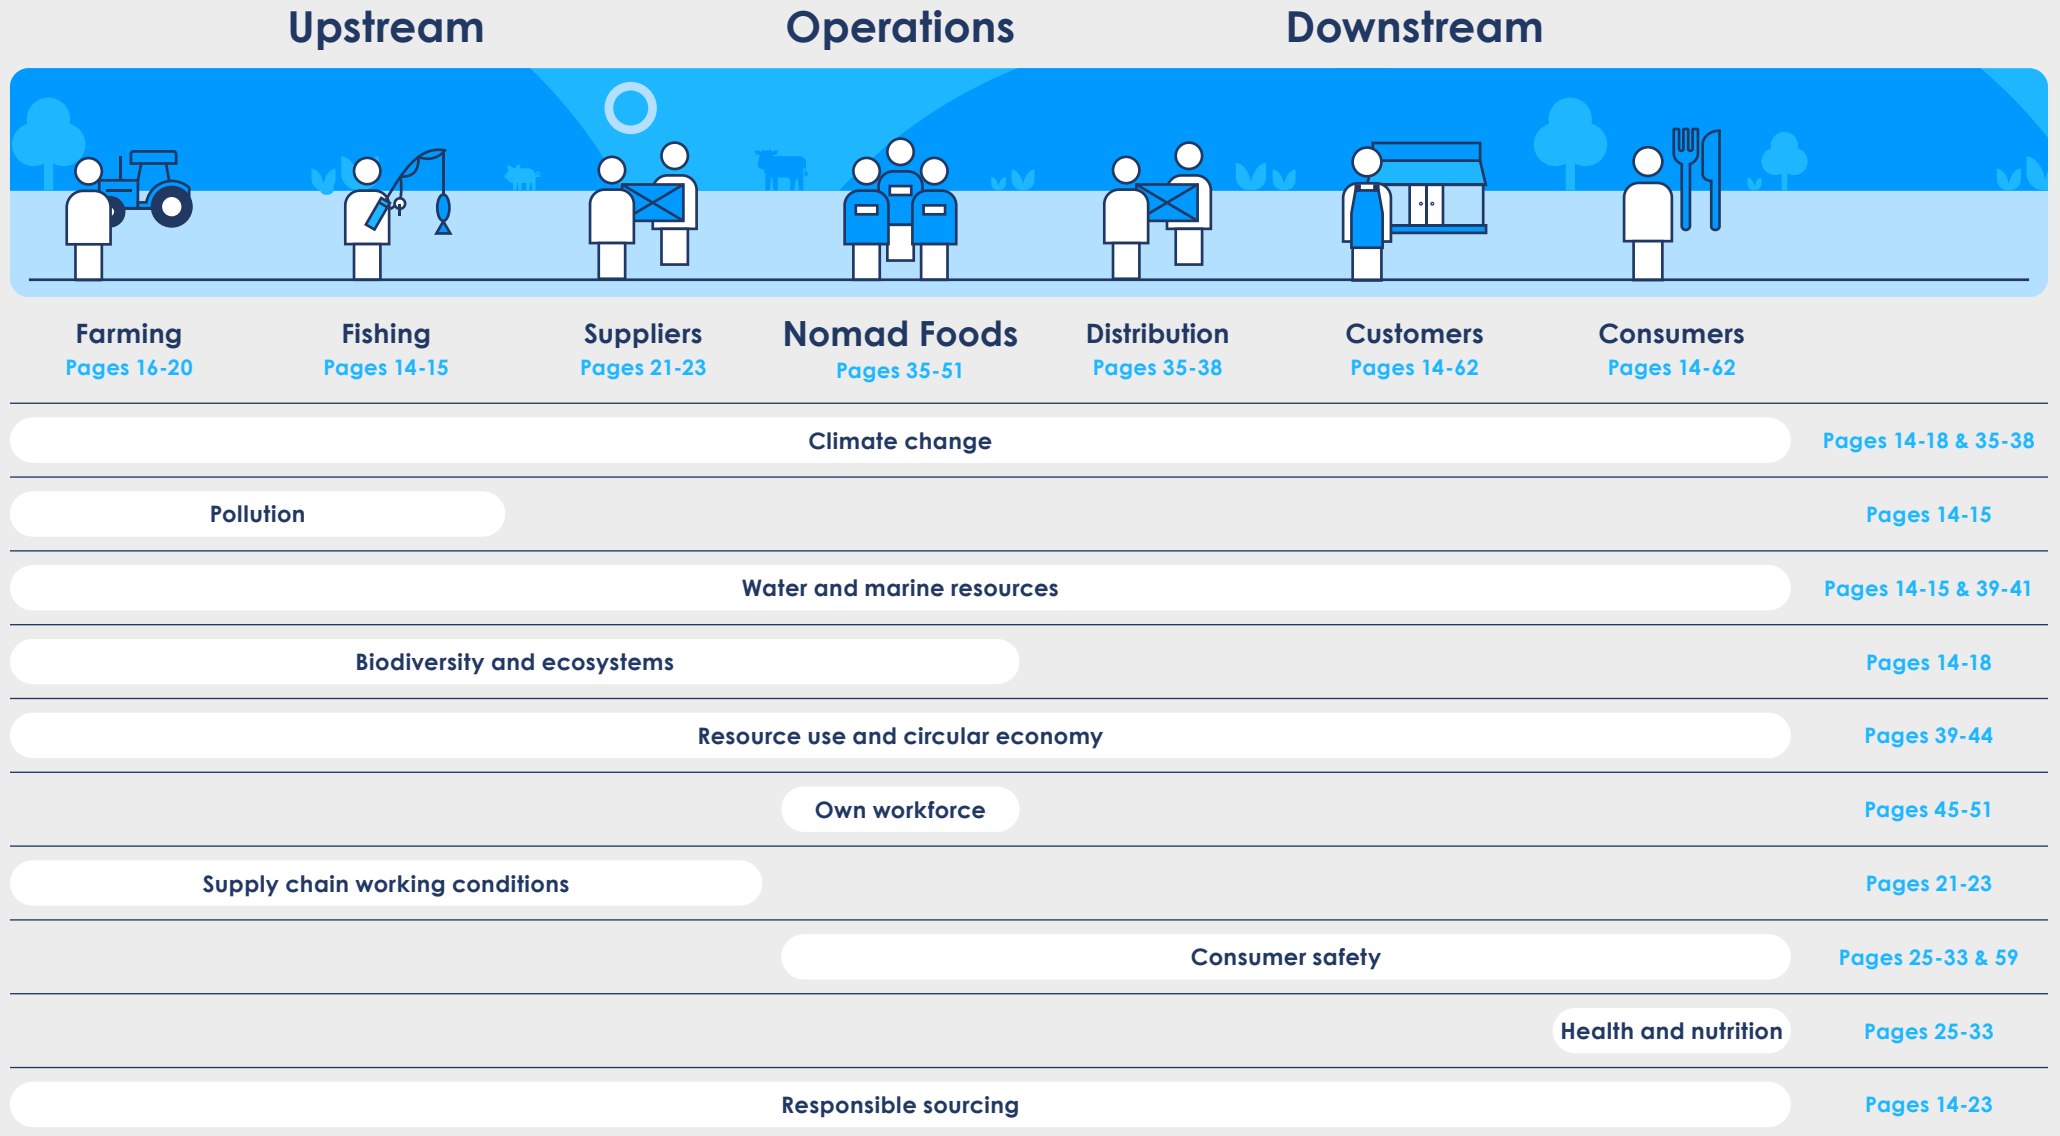 Upstream
Operations
Downstream
Farming
Fishing
Suppliers
Nomad Foods
Distribution
Customers
Consumers
Pages 16-20
Pages 14-15
Pages 21-23
Pages 35-51
Pages 35-38
Pages 14-62
Pages 14-62
Climate change
Pages 14-18 & 35-38
Pollution
Pages 14-15
Water and marine resources
Pages 14-15 & 39-41
Biodiversity and ecosystems
Pages 14-18
Resource use and circular economy
Pages 39-44
Own workforce
Pages 45-51
Supply chain working conditions
Pages 21-23
Consumer safety
Pages 25-33 & 59
Health and nutrition
Pages 25-33
Responsible sourcing
Pages 14-23